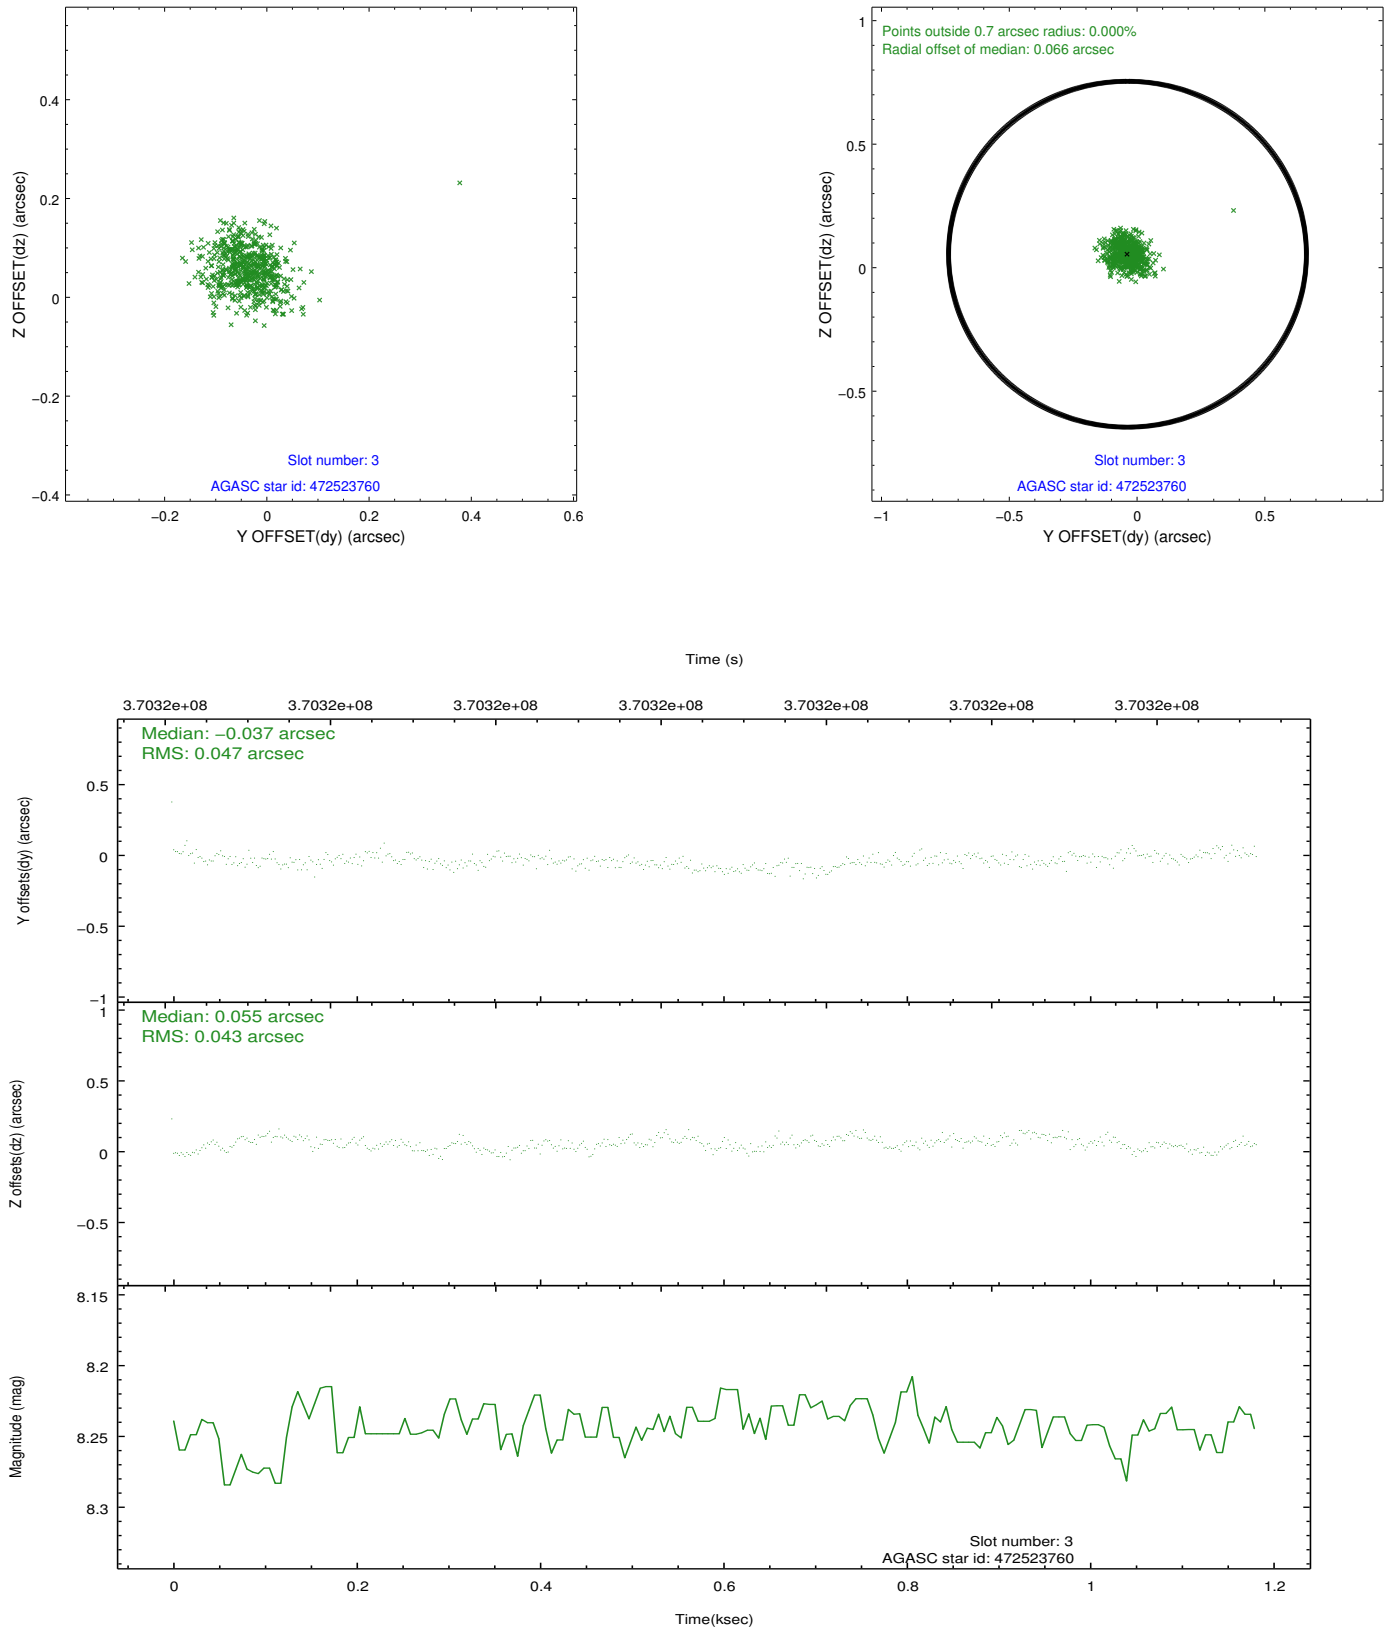 0.4
0.2
0
−0.2
−0.4
Z OFFSET(dz) (arcsec)
Slot number: 3
AGASC star id: 472523760
−0.2 0 0.2 0.4 0.6
Y OFFSET(dy) (arcsec)
Points outside 0.7 arcsec radius: 0.000%
Radial offset of median: 0.066 arcsec
1
0.5
0
−0.5
Z OFFSET(dz) (arcsec)
Slot number: 3
AGASC star id: 472523760
−1 −0.5 0 0.5
Y OFFSET(dy) (arcsec)
Time (s)
3.7032e+08 3.7032e+08 3.7032e+08 3.7032e+08 3.7032e+08 3.7032e+08 3.7032e+08
Median: −0.037 arcsec
RMS: 0.047 arcsec
0.5
0
−0.5
−1
Y offsets(dy) (arcsec)
Median: 0.055 arcsec
RMS: 0.043 arcsec
1
0.5
0
−0.5
Z offsets(dz) (arcsec)
8.15
8.2
8.25
8.3
Magnitude (mag)
Slot number: 3
AGASC star id: 472523760
0 0.2 0.4 0.6 0.8 1 1.2
Time(ksec)